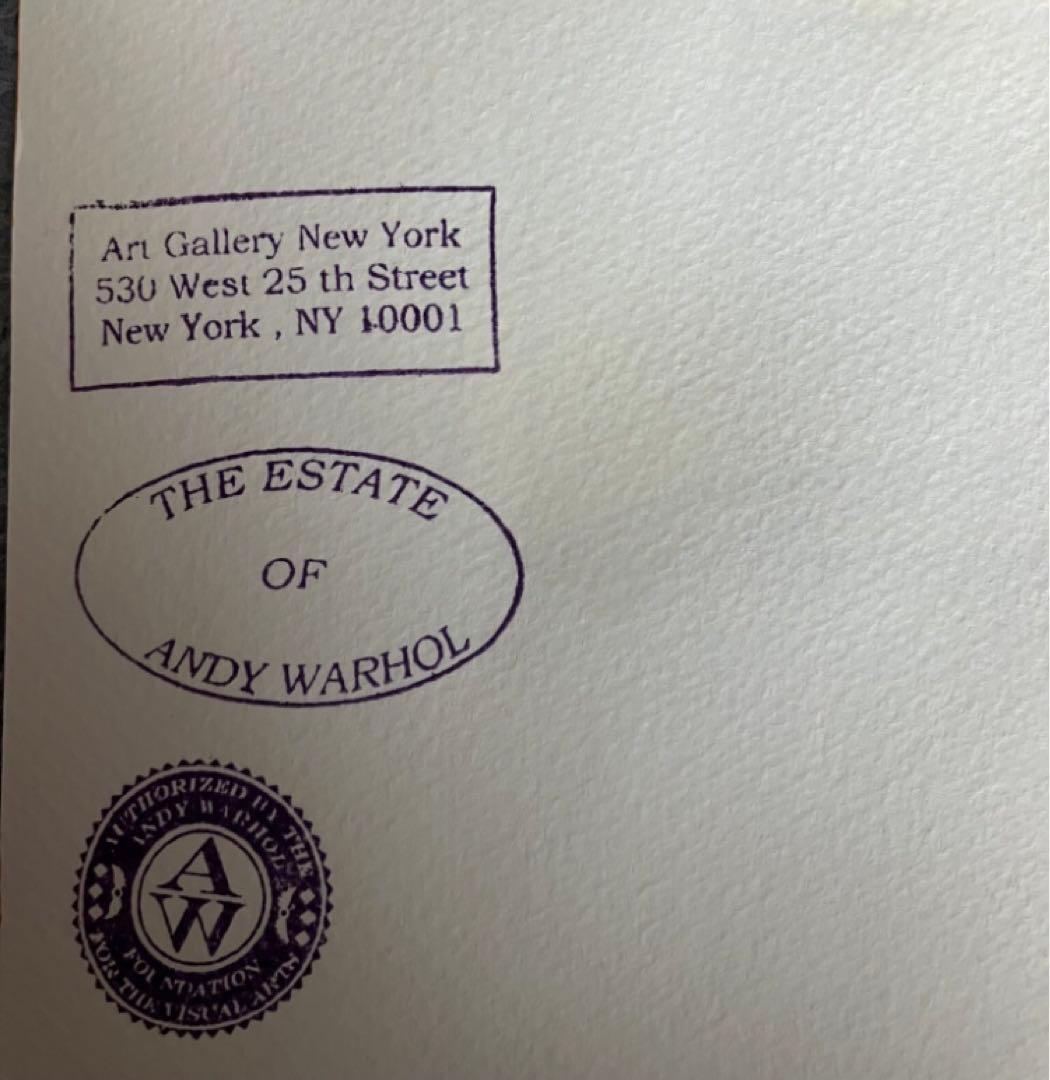 Art Gallery New York
530 West 25 th Street
New York , NY 10001
THE ESTATE
OF
ANDY WARHOL
AUTHORIZED BY THE
ANDY WARHOL
A
W
FOUNDATION
FOR THE VISUAL ARTS